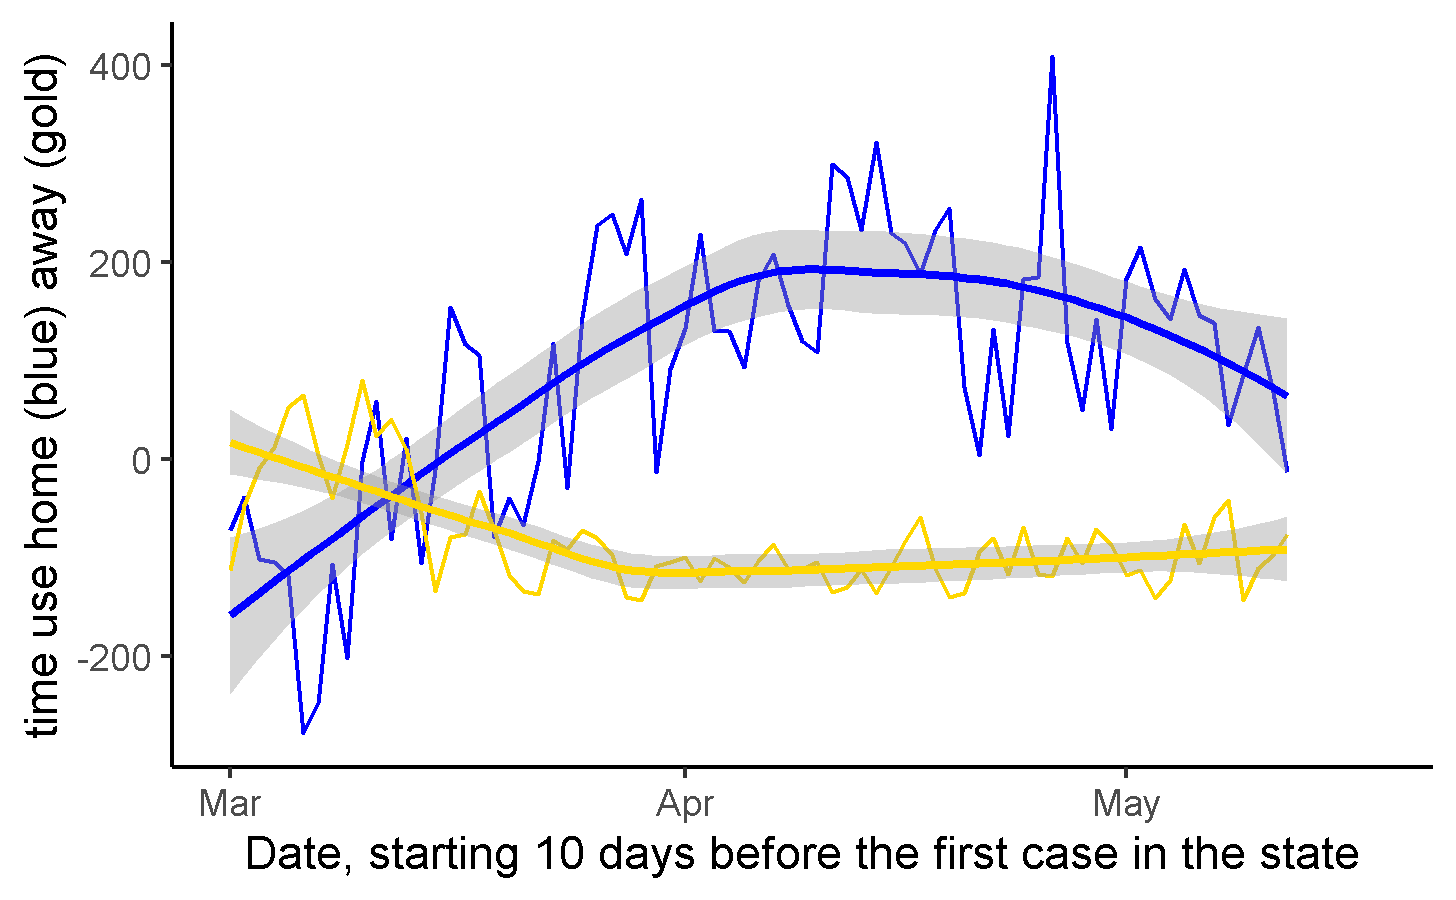 time use home (blue) away (gold)
400
200
0
-200
Mar
Apr
May
Date, starting 10 days before the first case in the state